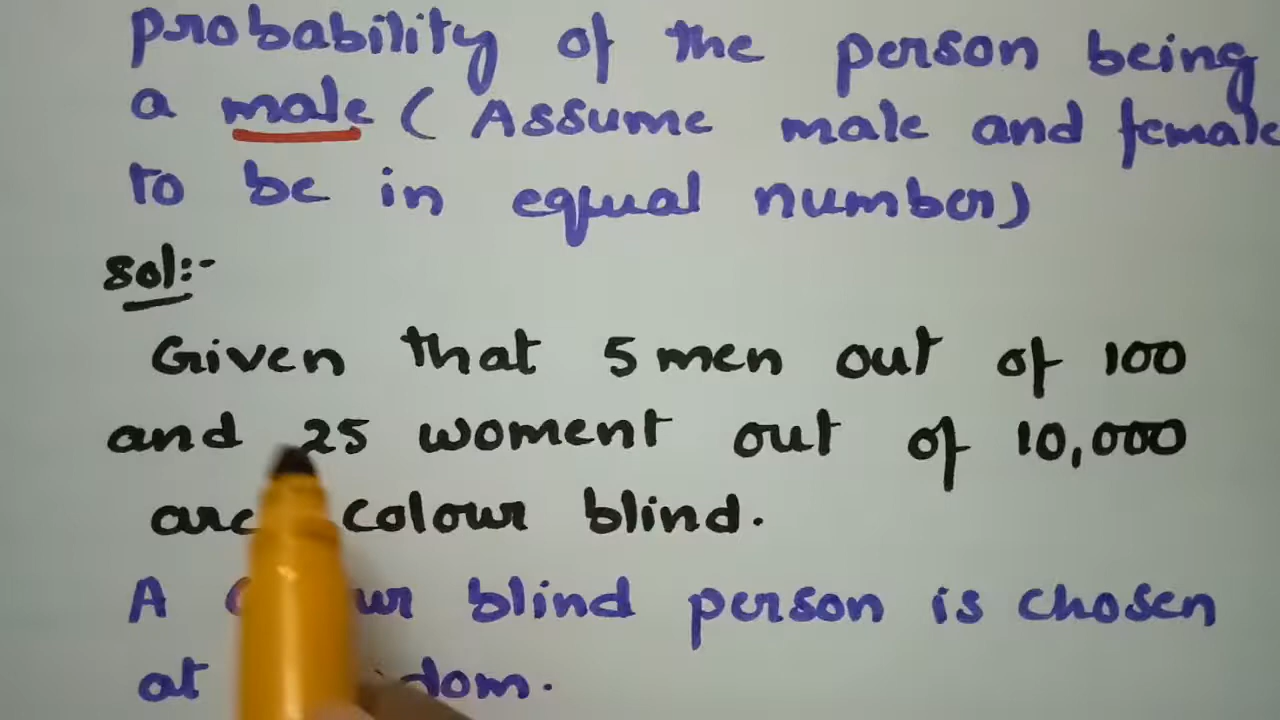 probability of the person being
a male (Assume male and female
to be in equal number)
Sol:-
Given that 5 men out of 100
and 25 woment out of 10,000
are colour blind.
A blind person is chosen
at